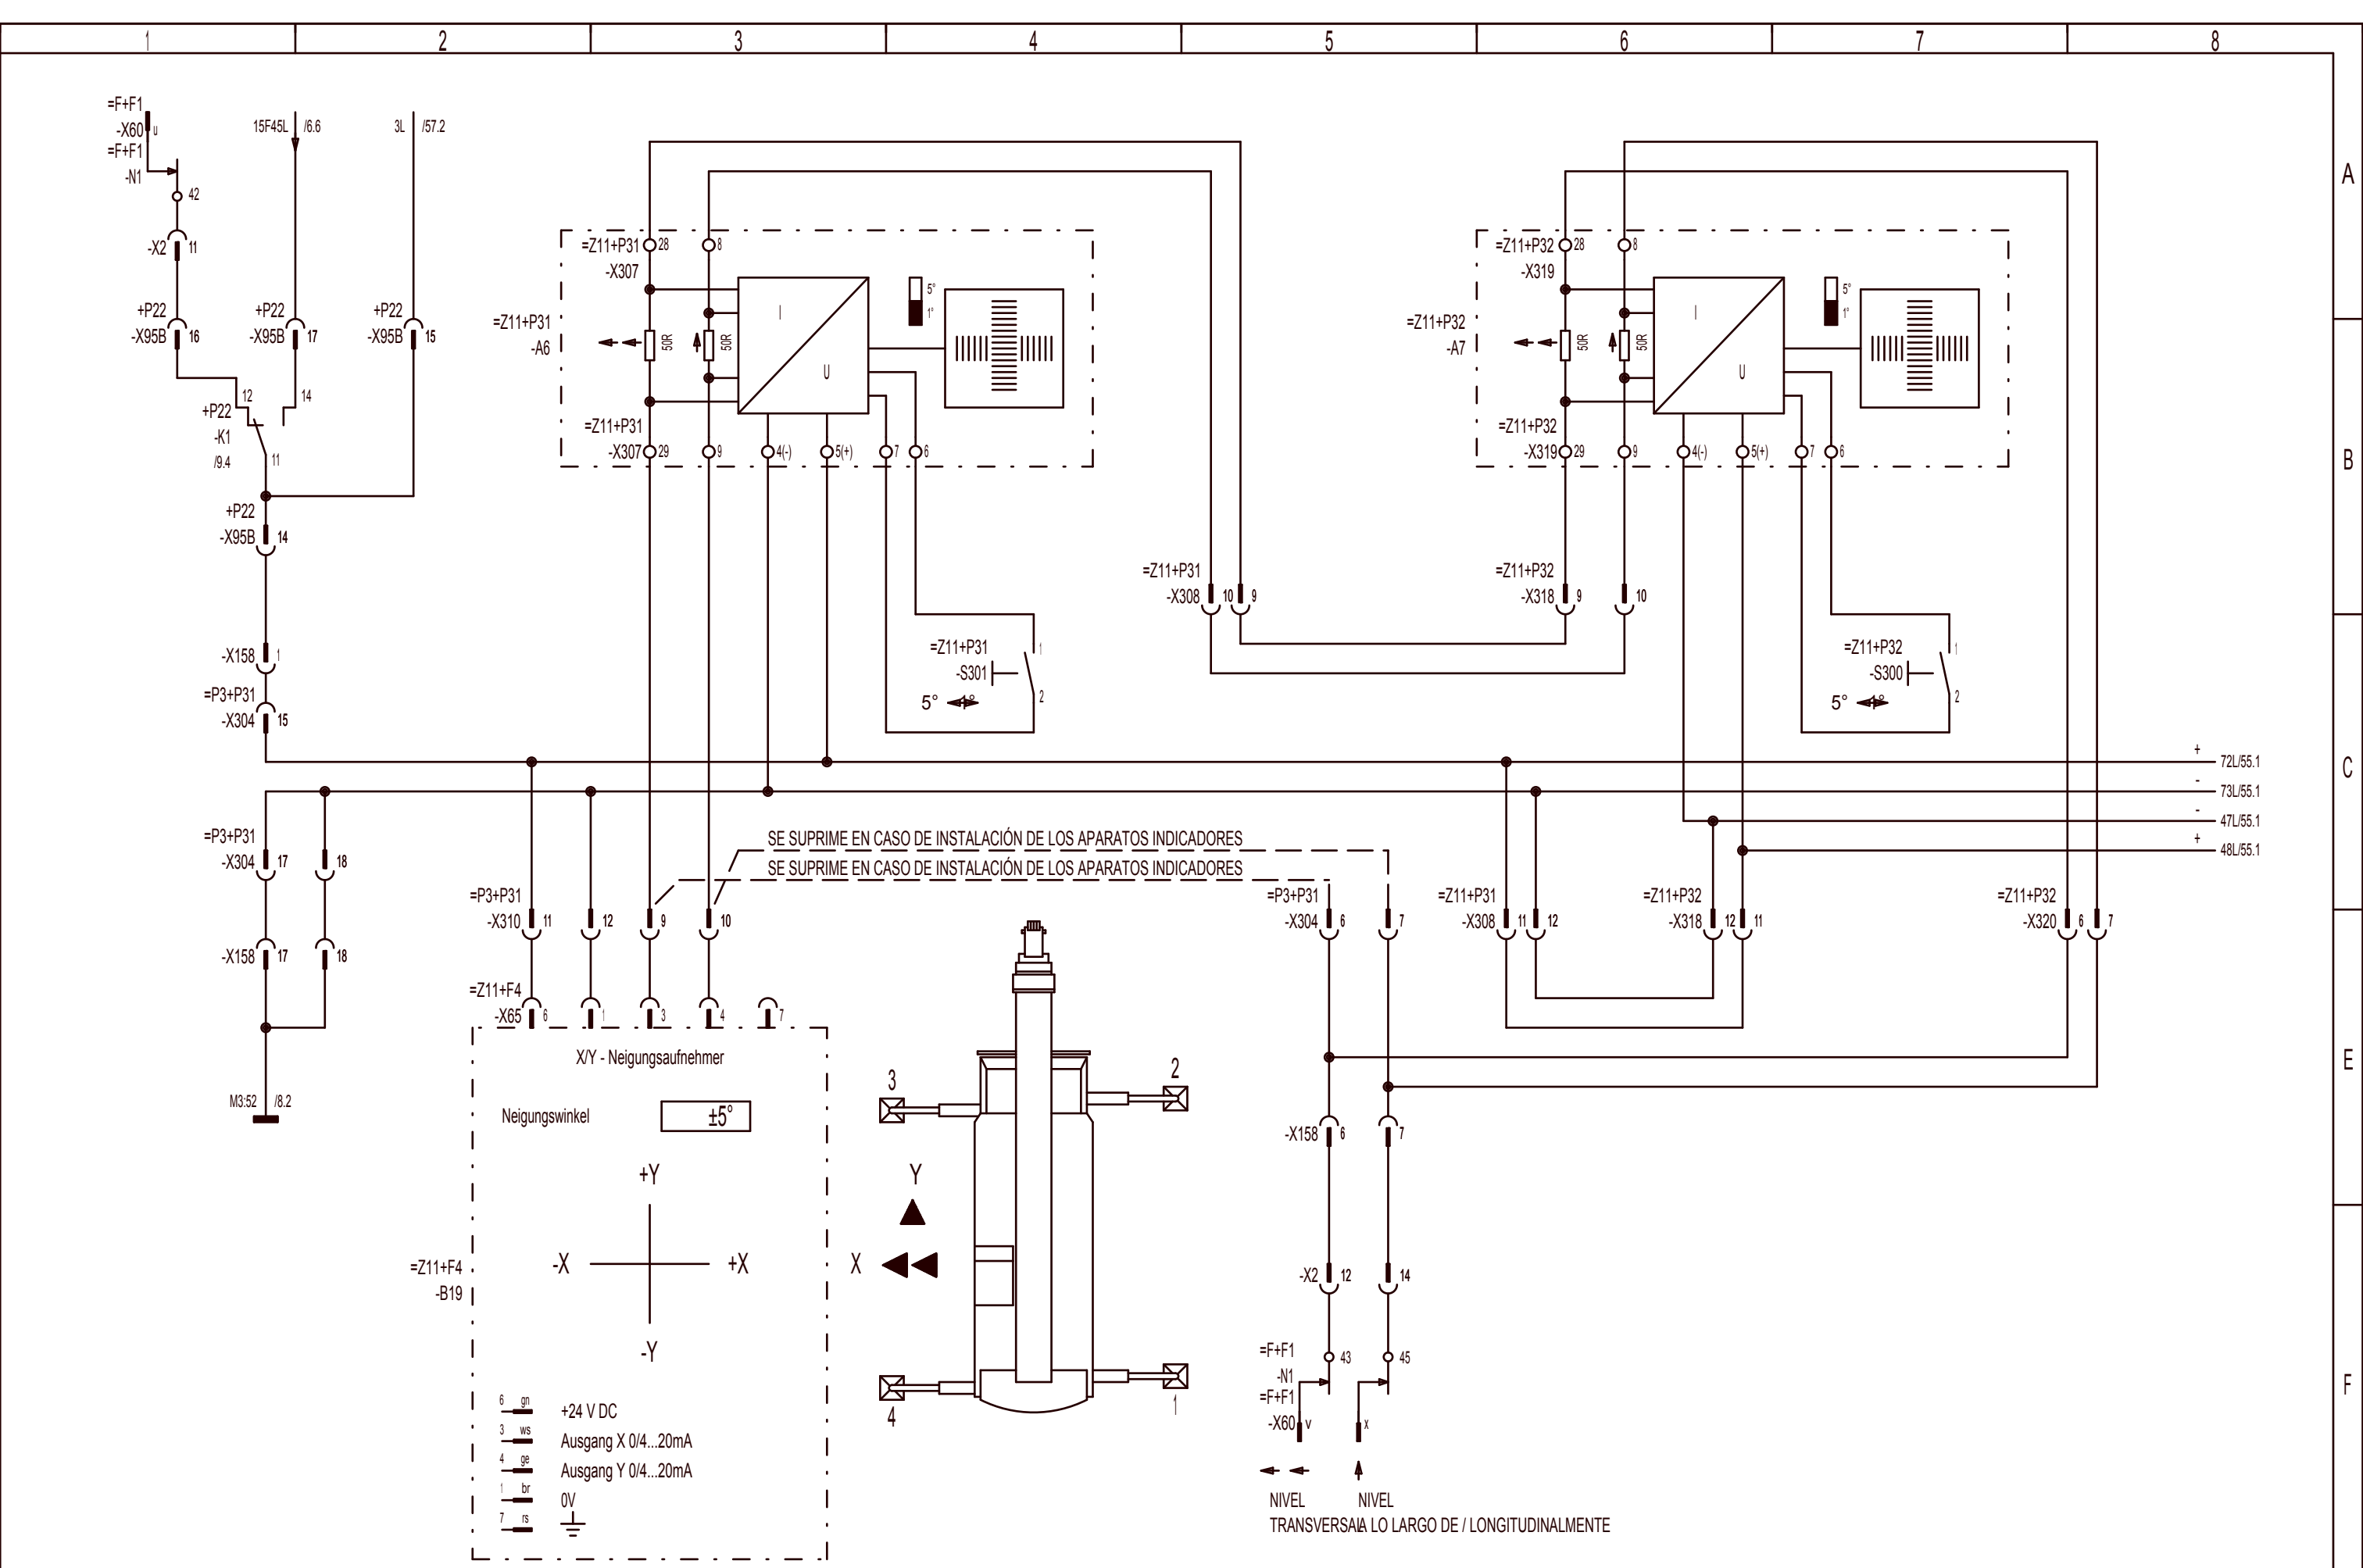 1 2 3 4 5 6 7 8
A
B
C
E
F
=F+F1
-X60 u
=F+F1
-N1
42
-X2 11
15F45L /6.6
3L /57.2
+P22
-X95B 16
+P22
-X95B 17
+P22
-X95B 15
12 14
+P22
-K1
/9.4
11
+P22
-X95B 14
-X158 1
=P3+P31
-X304 15
=P3+P31
-X304 17 18
-X158 17 18
M3:52 /8.2
=Z11+P31 28 8
-X307
=Z11+P31
-A6
50R 50R
I
U
5°
1°
=Z11+P31
-X307 29 9 4(-) 5(+) 7 6
=Z11+P31
-S301
1
2
5° 1°
=Z11+P31
-X308 10 9
=Z11+P32 28 8
-X319
=Z11+P32
-A7
50R 50R
I
U
5°
1°
=Z11+P32
-X319 29 9 4(-) 5(+) 7 6
=Z11+P32
-X318 9 10
=Z11+P32
-S300
1
2
5° 1°
+
72L/55.1
-
73L/55.1
-
47L/55.1
+
48L/55.1
SE SUPRIME EN CASO DE INSTALACIÓN DE LOS APARATOS INDICADORES
SE SUPRIME EN CASO DE INSTALACIÓN DE LOS APARATOS INDICADORES
=P3+P31
-X310 11 12 9 10
=Z11+F4
-X65 6 1 3 4 7
=P3+P31
-X304 6 7
=Z11+P31
-X308 11 12
=Z11+P32
-X318 12 11
=Z11+P32
-X320 6 7
X/Y - Neigungsaufnehmer
Neigungswinkel ±5°
+Y
-X +X
-Y
=Z11+F4
-B19
6 gn +24 V DC
3 ws Ausgang X 0/4...20mA
4 ge Ausgang Y 0/4...20mA
1 br 0V
7 rs
3 2
Y
X
4 1
-X158 6 7
-X2 12 14
=F+F1
-N1
43 45
=F+F1
-X60 v x
NIVEL
TRANSVERSAL
NIVEL
A LO LARGO DE / LONGITUDINALMENTE